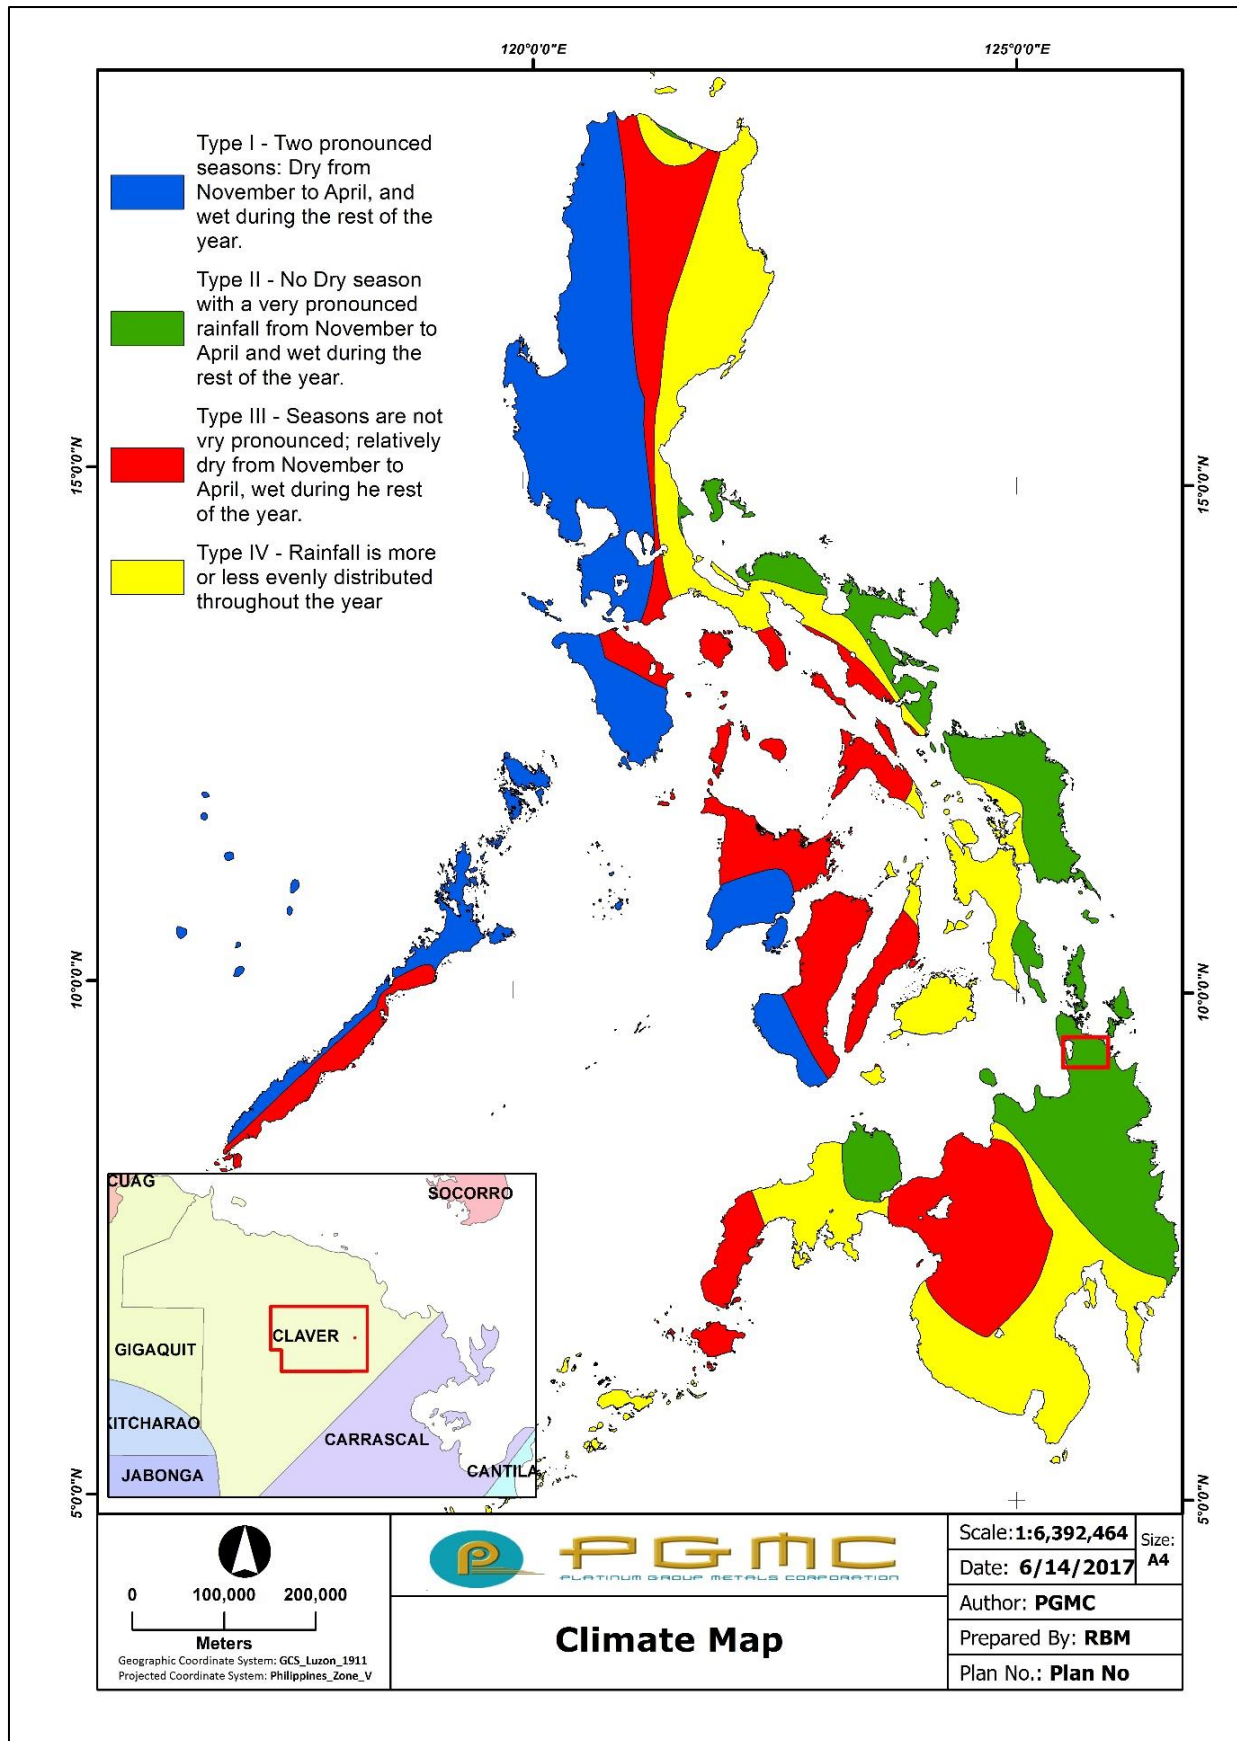 120°0'0"E
125°0'0"E
Type I - Two pronounced
seasons: Dry from
November to April, and
wet during the rest of the
year.
Type II - No Dry season
with a very pronounced
rainfall from November to
April and wet during the
rest of the year.
Type III - Seasons are not
vry pronounced; relatively
dry from November to
April, wet during he rest
of the year.
Type IV - Rainfall is more
or less evenly distributed
throughout the year
15°0'0"N
15°0'0"N
10°0'0"N
10°0'0"N
5°0'0"N
5°0'0"N
CUAG
SOCORRO
CLAVER
GIGAQUIT
KITCHARAO
CARRASCAL
JABONGA
CANTILA
0 100,000 200,000
Meters
Geographic Coordinate System: GCS_Luzon_1911
Projected Coordinate System: Philippines_Zone_V
P PGMC
PLATINUM GROUP METALS CORPORATION
Climate Map
Scale:1:6,392,464
Size:
A4
Date: 6/14/2017
Author: PGMC
Prepared By: RBM
Plan No.: Plan No